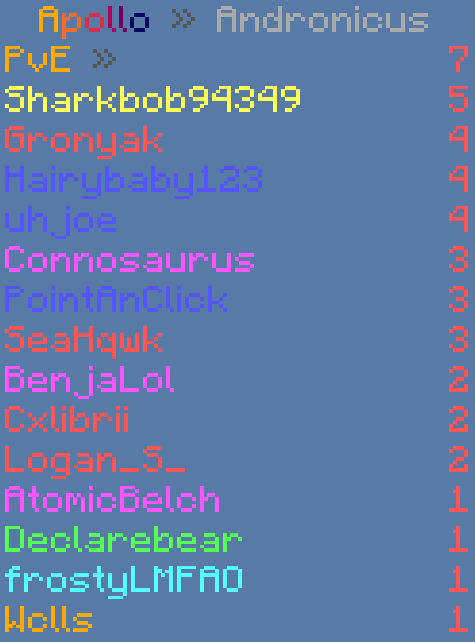 Apollo » Andronicus
PvE » 7
Sharkbob94349 5
Gronyak 4
Hairybaby123 4
uhjoe 4
Connosaurus 3
PointAnClick 3
SeaHqwk 3
BenjaLol 2
Cxlibrii 2
Logan_S_ 2
AtomicBelch 1
Declarebear 1
frostyLMFAO 1
Wolls 1